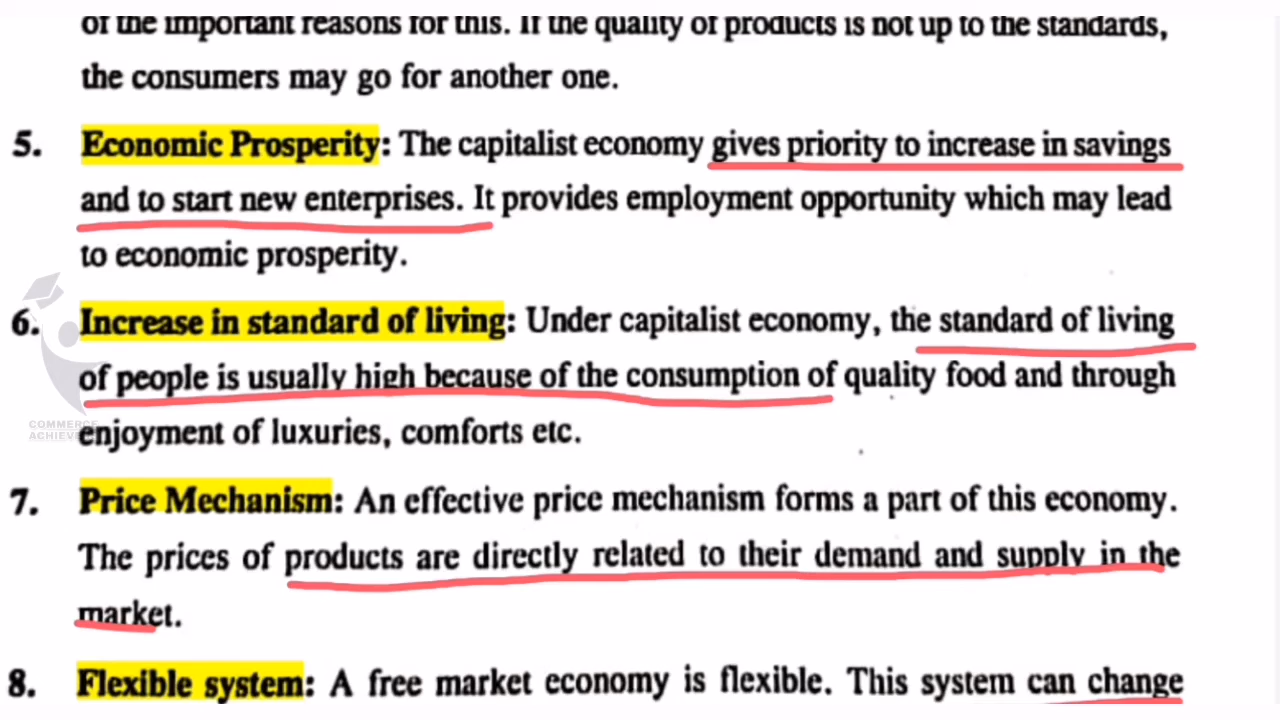 of the important reasons for this. If the quality of products is not up to the standards,
the consumers may go for another one.
5. Economic Prosperity: The capitalist economy gives priority to increase in savings
and to start new enterprises. It provides employment opportunity which may lead
to economic prosperity.
6. Increase in standard of living: Under capitalist economy, the standard of living
of people is usually high because of the consumption of quality food and through
COMMERCE
ACHIEVE
enjoyment of luxuries, comforts etc.
7. Price Mechanism: An effective price mechanism forms a part of this economy.
The prices of products are directly related to their demand and supply in the
market.
8. Flexible system: A free market economy is flexible. This system can change